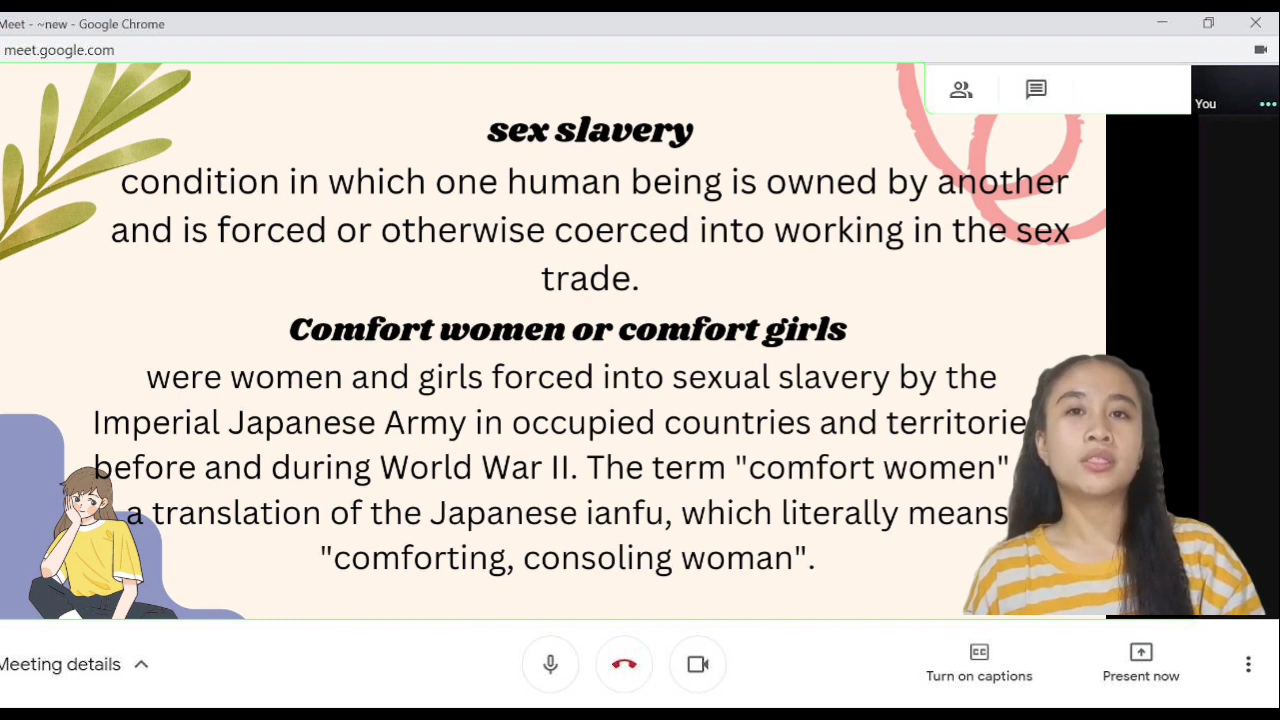 Meet - ~new - Google Chrome
meet.google.com
You
sex slavery
condition in which one human being is owned by another
and is forced or otherwise coerced into working in the sex
trade.
Comfort women or comfort girls
were women and girls forced into sexual slavery by the
Imperial Japanese Army in occupied countries and territorie
before and during World War II. The term "comfort women"
a translation of the Japanese ianfu, which literally means
"comforting, consoling woman".
Meeting details
CC
Turn on captions
Present now